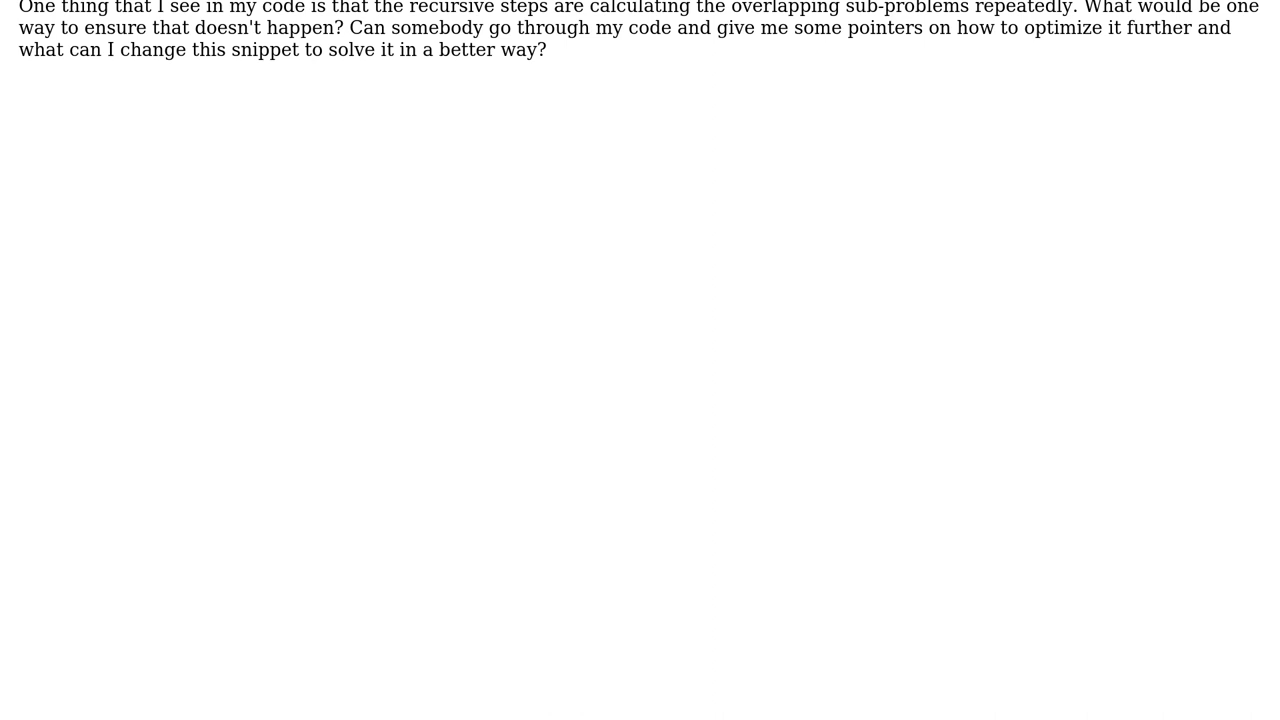 One thing that I see in my code is that the recursive steps are calculating the overlapping sub-problems repeatedly. What would be one
way to ensure that doesn't happen? Can somebody go through my code and give me some pointers on how to optimize it further and
what can I change this snippet to solve it in a better way?